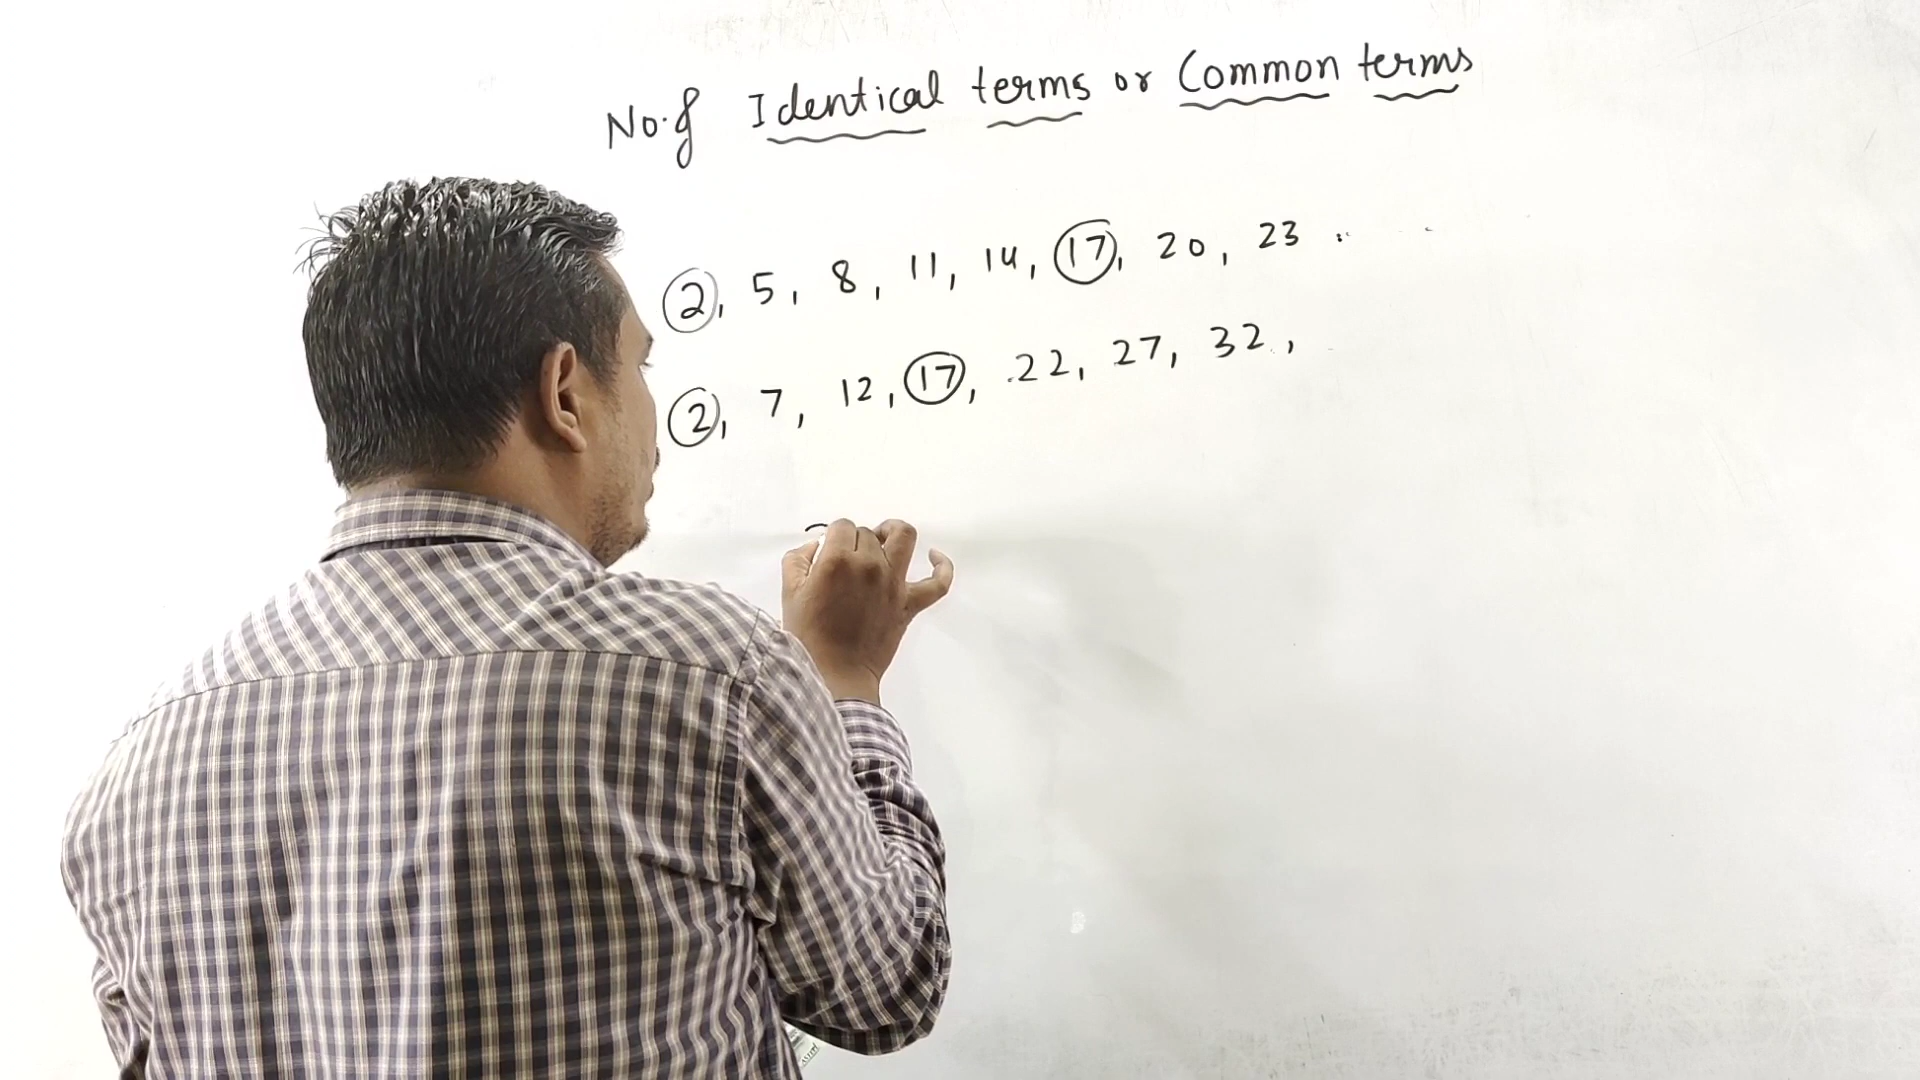 No. of Identical terms or Common terms
2, 5, 8, 11, 14, 17, 20, 23 ..
2, 7, 12, 17, 22, 27, 32,